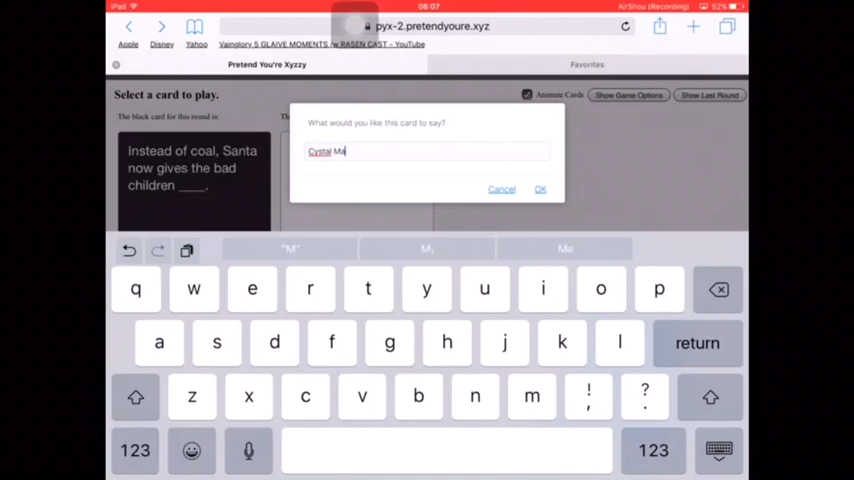 iPad 08:07 AirShou (Recording) 52%
pyx-2.pretendyoure.xyz
Apple Disney Yahoo Vainglory 5 GLAIVE MOMENTS /w RASEN CAST - YouTube
Pretend You're Xyzzy Favorites
Select a card to play. Animate Cards Show Game Options Show Last Round
The black card for this round is:
Instead of coal, Santa
now gives the bad
children ____.
What would you like this card to say?
Cystal Ma
Cancel OK
"M" My Me
q w e r t y u i o p
a s d f g h j k l return
z x c v b n m ! , ? .
123 123